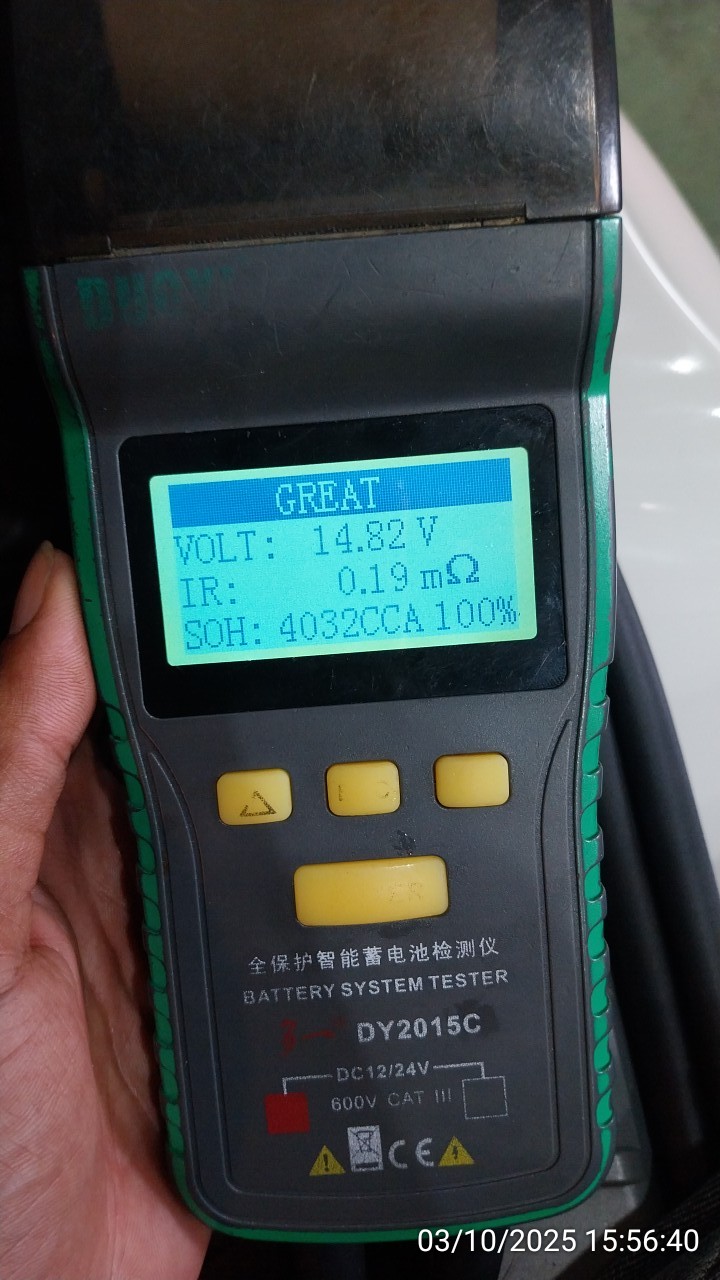 GREAT
VOLT: 14.82 V
IR: 0.19 mΩ
SOH: 4032CCA 100%
全保护智能蓄电池检测仪
BATTERY SYSTEM TESTER
DY2015C
DC12/24V
600V CAT III
CE
03/10/2025 15:56:40